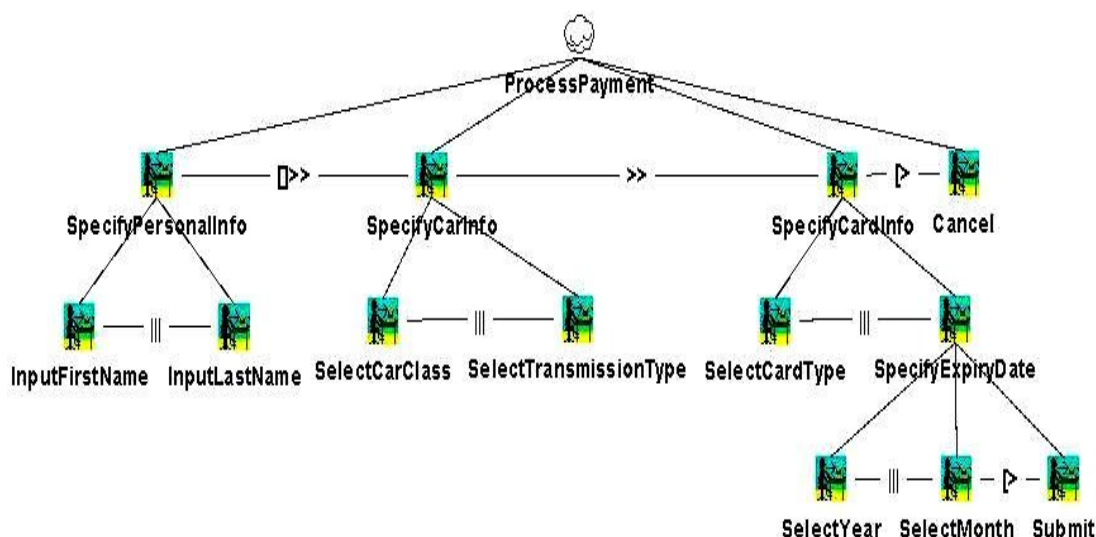 ProcessPayment
[]>> >> [>
SpecifyPersonalInfo SpecifyCarInfo SpecifyCardInfo Cancel
||| ||| |||
InputFirstName InputLastName SelectCarClass SelectTransmissionType SelectCardType SpecifyExpiryDate
||| [>
SelectYear SelectMonth Submit